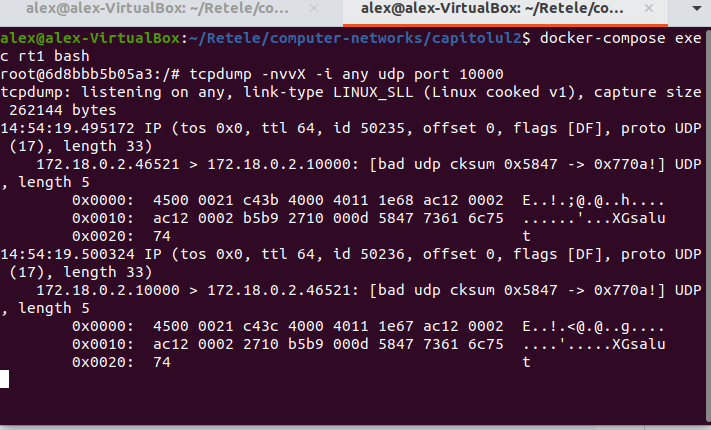 alex@alex-VirtualBox: ~/Retele/co... × alex@alex-VirtualBox: ~/Retele/co... ×
alex@alex-VirtualBox:~/Retele/computer-networks/capitolul2$ docker-compose exe
c rt1 bash
root@6d8bbb5b05a3:/# tcpdump -nvvX -i any udp port 10000
tcpdump: listening on any, link-type LINUX_SLL (Linux cooked v1), capture size
 262144 bytes
14:54:19.495172 IP (tos 0x0, ttl 64, id 50235, offset 0, flags [DF], proto UDP
 (17), length 33)
    172.18.0.2.46521 > 172.18.0.2.10000: [bad udp cksum 0x5847 -> 0x770a!] UDP
, length 5
        0x0000:  4500 0021 c43b 4000 4011 1e68 ac12 0002  E..!.;@.@..h....
        0x0010:  ac12 0002 b5b9 2710 000d 5847 7361 6c75  ......'...XGsalu
        0x0020:  74                                       t
14:54:19.500324 IP (tos 0x0, ttl 64, id 50236, offset 0, flags [DF], proto UDP
 (17), length 33)
    172.18.0.2.10000 > 172.18.0.2.46521: [bad udp cksum 0x5847 -> 0x770a!] UDP
, length 5
        0x0000:  4500 0021 c43c 4000 4011 1e67 ac12 0002  E..!.<@.@..g....
        0x0010:  ac12 0002 2710 b5b9 000d 5847 7361 6c75  ....'.....XGsalu
        0x0020:  74                                       t